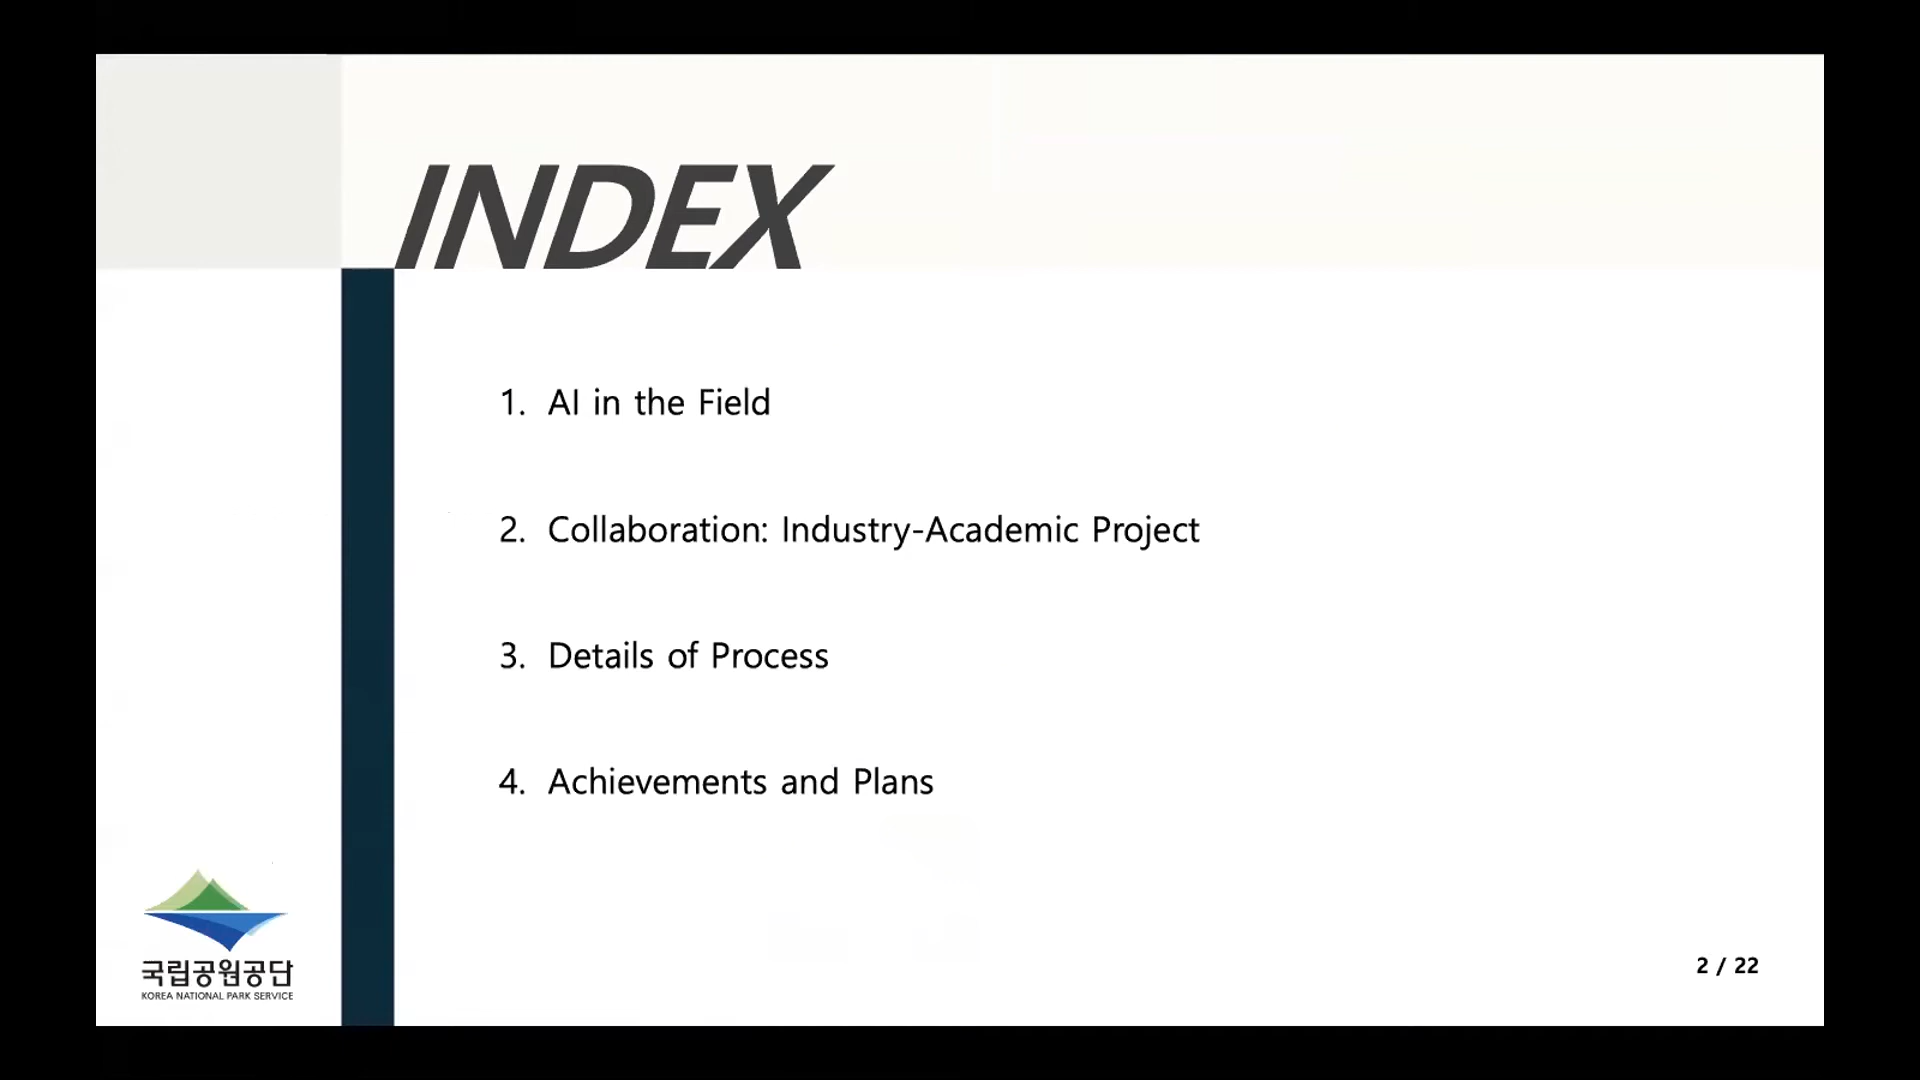 INDEX
1. AI in the Field
2. Collaboration: Industry-Academic Project
3. Details of Process
4. Achievements and Plans
국립공원공단
KOREA NATIONAL PARK SERVICE
2 / 22